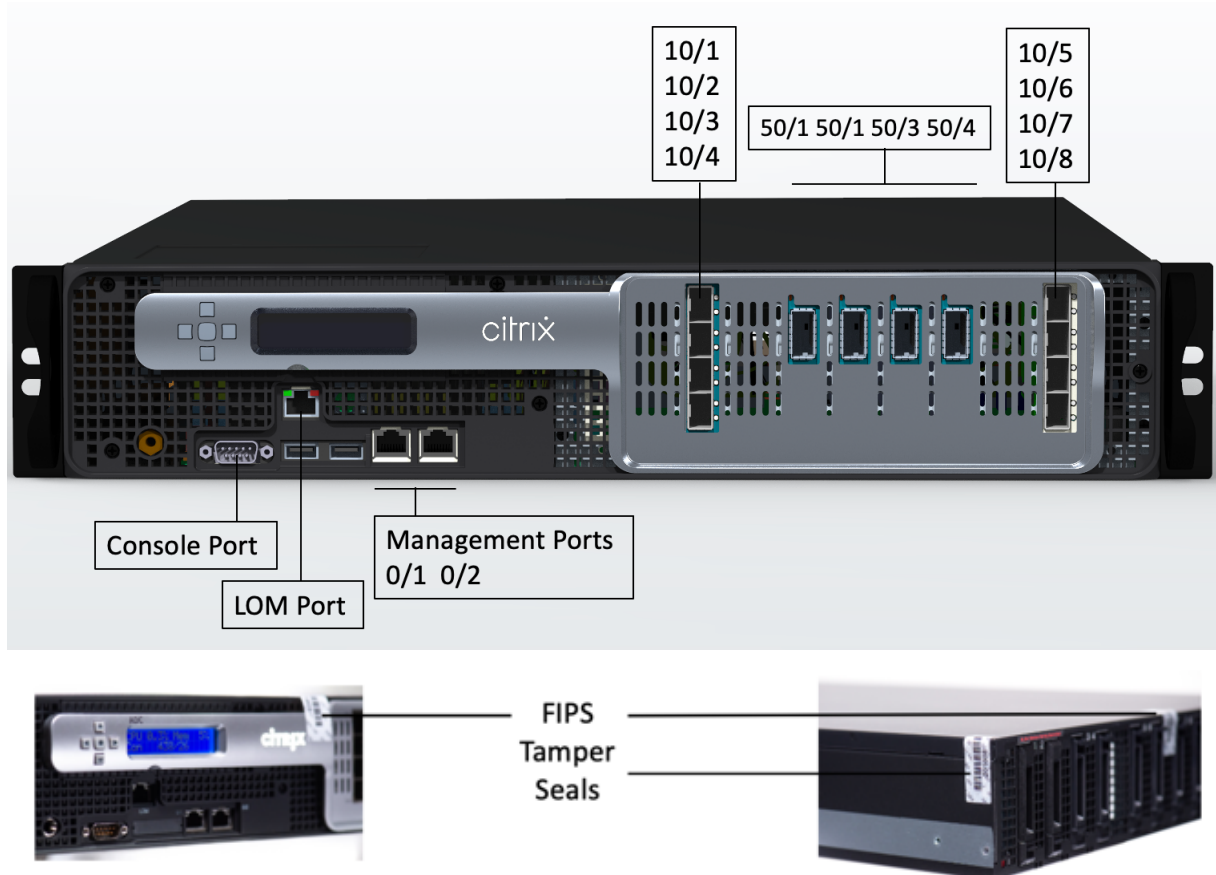 10/1
10/2
10/3
10/4
50/1 50/1 50/3 50/4
10/5
10/6
10/7
10/8
citrix
Console Port
LOM Port
Management Ports
0/1 0/2
FIPS
Tamper
Seals
ADC
citrix